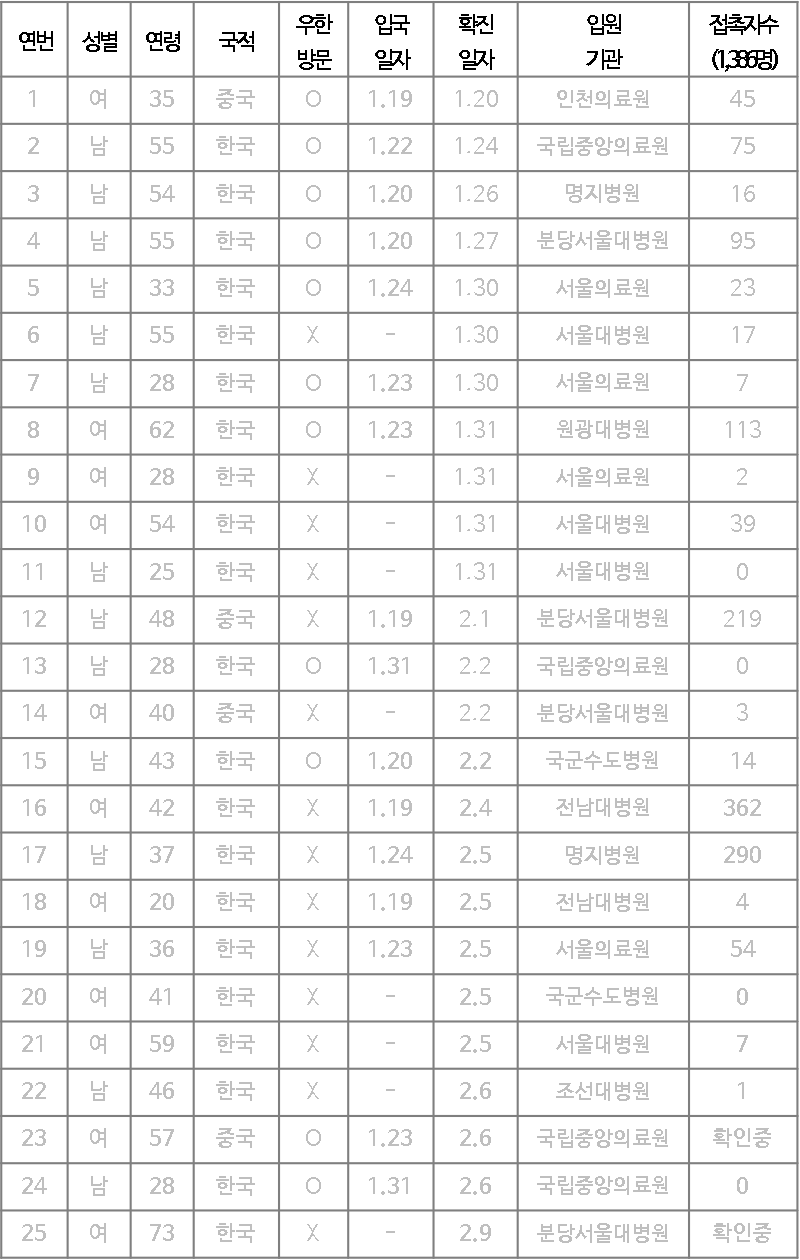 연번 성별 연령 국적 우한 방문 입국 일자 확진 일자 입원 기관 접촉자수 (1,386명)
1 여 35 중국 O 1.19 1.20 인천의료원 45
2 남 55 한국 O 1.22 1.24 국립중앙의료원 75
3 남 54 한국 O 1.20 1.26 명지병원 16
4 남 55 한국 O 1.20 1.27 분당서울대병원 95
5 남 33 한국 O 1.24 1.30 서울의료원 23
6 남 55 한국 X - 1.30 서울대병원 17
7 남 28 한국 O 1.23 1.30 서울의료원 7
8 여 62 한국 O 1.23 1.31 원광대병원 113
9 여 28 한국 X - 1.31 서울의료원 2
10 여 54 한국 X - 1.31 서울대병원 39
11 남 25 한국 X - 1.31 서울대병원 0
12 남 48 중국 X 1.19 2.1 분당서울대병원 219
13 남 28 한국 O 1.31 2.2 국립중앙의료원 0
14 여 40 중국 X - 2.2 분당서울대병원 3
15 남 43 한국 O 1.20 2.2 국군수도병원 14
16 여 42 한국 X 1.19 2.4 전남대병원 362
17 남 37 한국 X 1.24 2.5 명지병원 290
18 여 20 한국 X 1.19 2.5 전남대병원 4
19 남 36 한국 X 1.23 2.5 서울의료원 54
20 여 41 한국 X - 2.5 국군수도병원 0
21 여 59 한국 X - 2.5 서울대병원 7
22 남 46 한국 X - 2.6 조선대병원 1
23 여 57 중국 O 1.23 2.6 국립중앙의료원 확인중
24 남 28 한국 O 1.31 2.6 국립중앙의료원 0
25 여 73 한국 X - 2.9 분당서울대병원 확인중